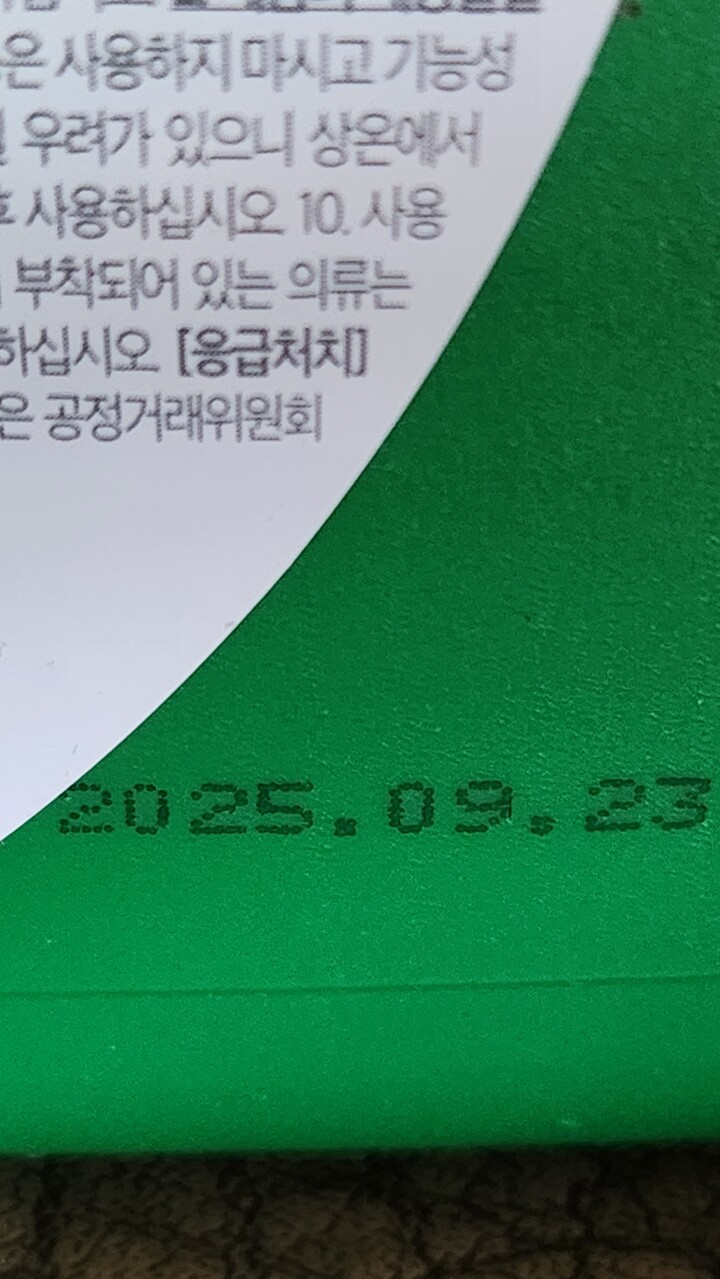 은 사용하지 마시고 기능성
우려가 있으니 상온에서
후 사용하십시오 10. 사용
부착되어 있는 의류는
하십시오 [응급처치]
은 공정거래위원회
2025.09.23